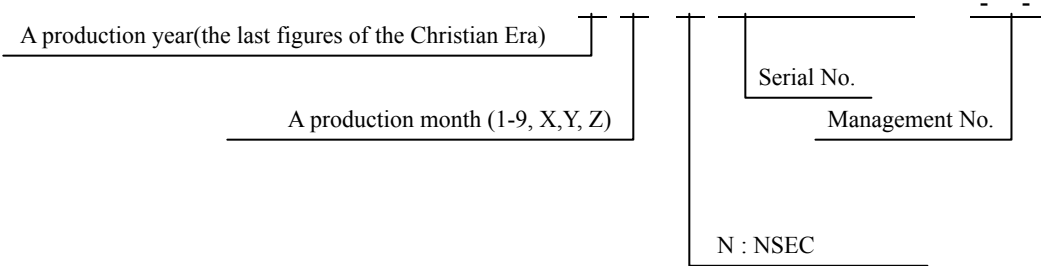 - -
A production year(the last figures of the Christian Era)
Serial No.
A production month (1-9, X,Y, Z)
Management No.
N : NSEC